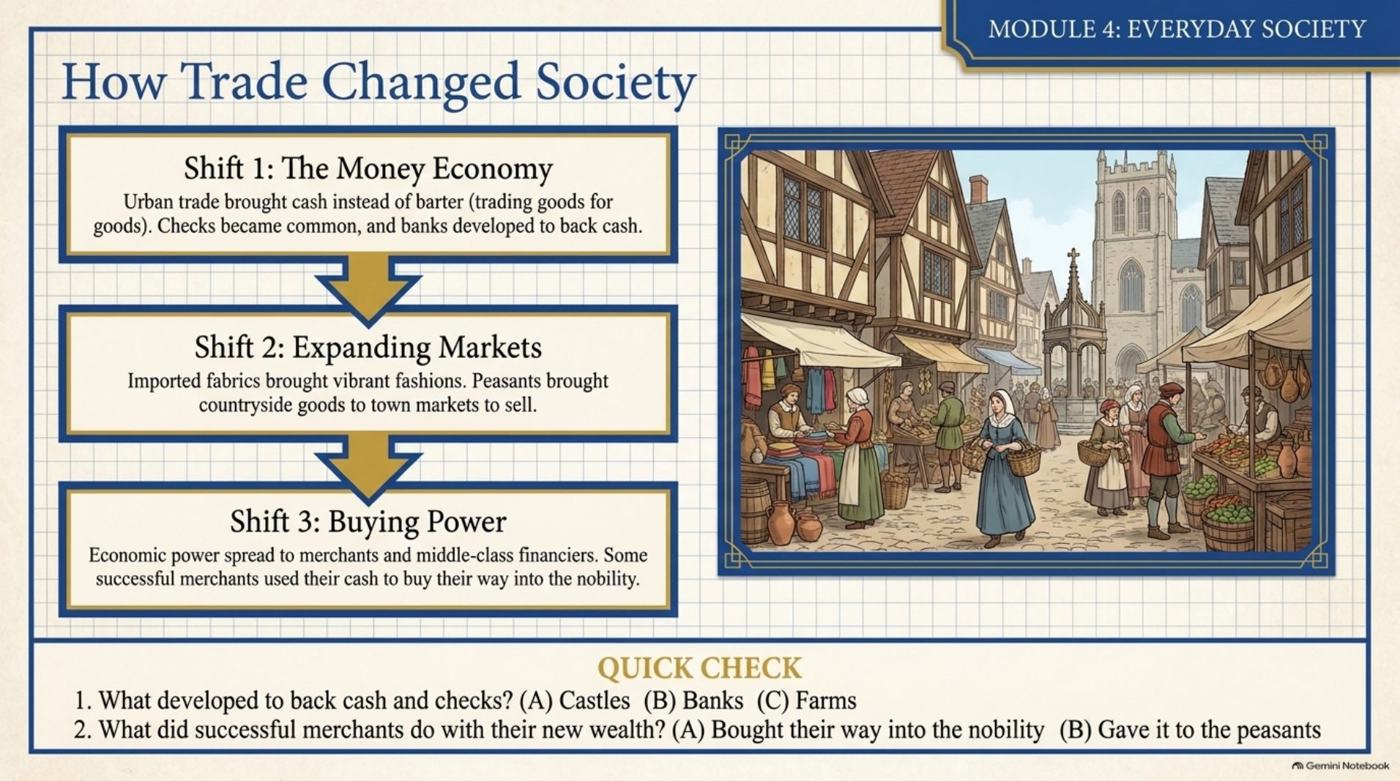 MODULE 4: EVERYDAY SOCIETY
How Trade Changed Society
Shift 1: The Money Economy
Urban trade brought cash instead of barter (trading goods for
goods). Checks became common, and banks developed to back cash.
Shift 2: Expanding Markets
Imported fabrics brought vibrant fashions. Peasants brought
countryside goods to town markets to sell.
Shift 3: Buying Power
Economic power spread to merchants and middle-class financiers. Some
successful merchants used their cash to buy their way into the nobility.
QUICK CHECK
1. What developed to back cash and checks? (A) Castles (B) Banks (C) Farms
2. What did successful merchants do with their new wealth? (A) Bought their way into the nobility (B) Gave it to the peasants
Gemini Notebook